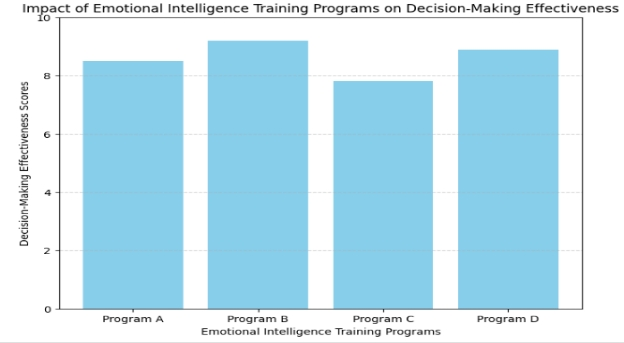 Impact of Emotional Intelligence Training Programs on Decision-Making Effectiveness
10
8
6
4
2
0
Decision-Making Effectiveness Scores
Program A Program B Program C Program D
Emotional Intelligence Training Programs